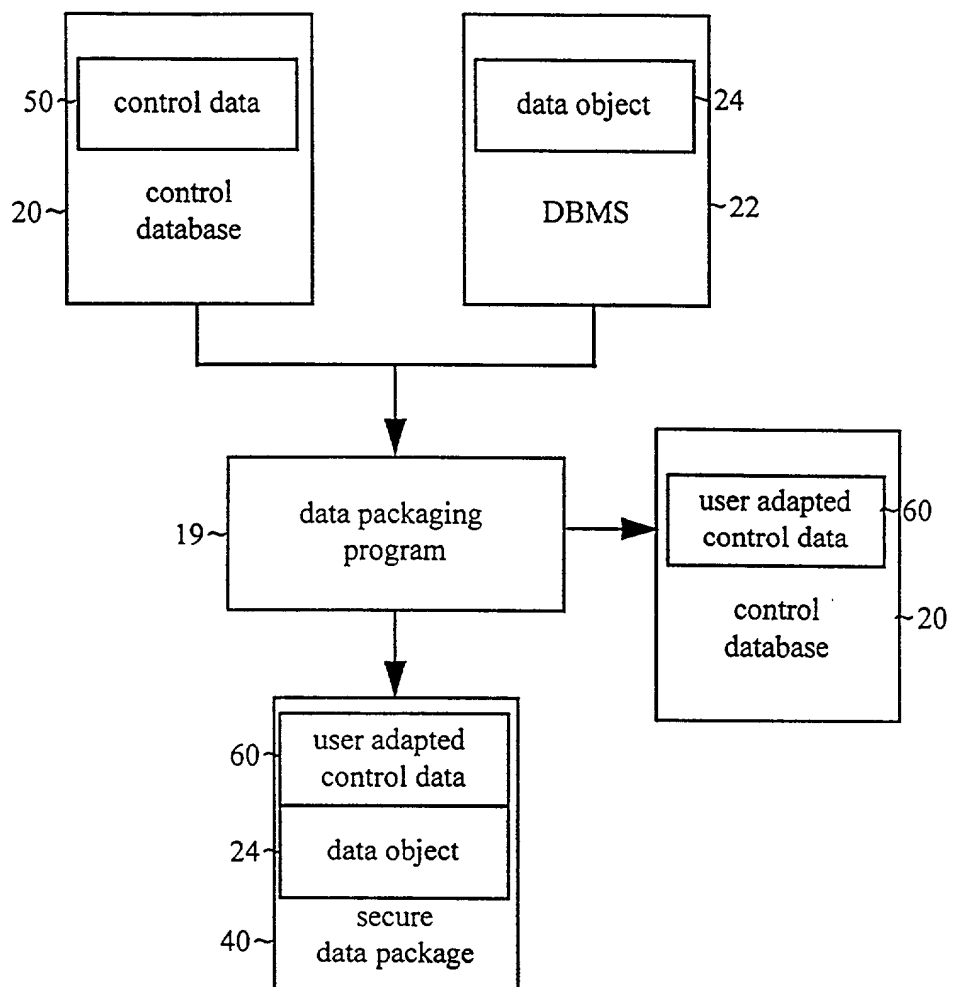 50
control data
20
control
database
data object
24
DBMS
22
19
data packaging
program
user adapted
control data
60
control
database
20
60
user adapted
control data
24
data object
40
secure
data package